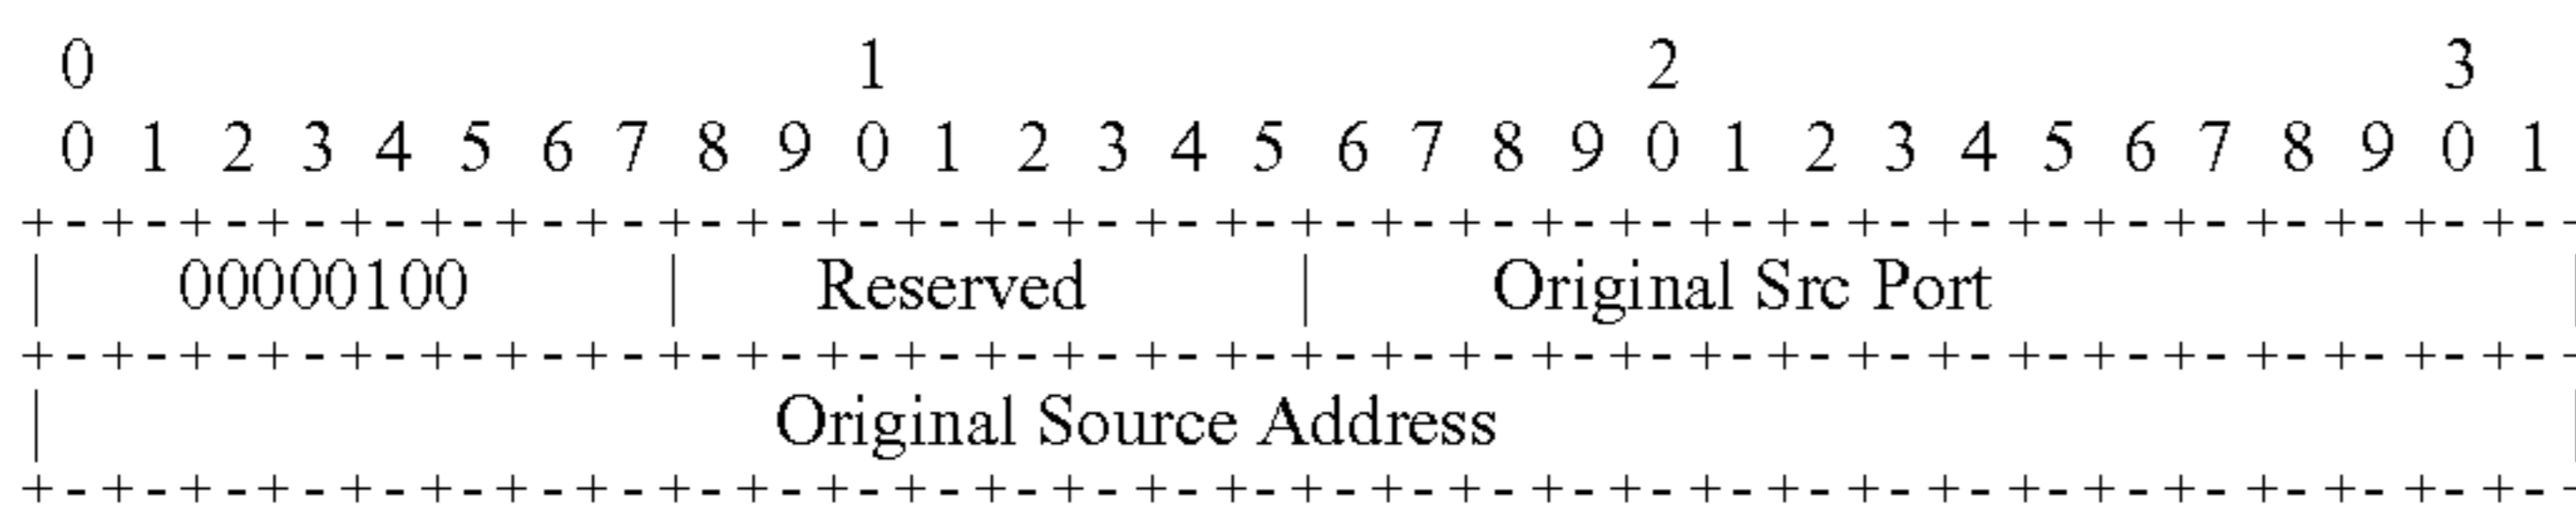 0 1 2 3
0 1 2 3 4 5 6 7 8 9 0 1 2 3 4 5 6 7 8 9 0 1 2 3 4 5 6 7 8 9 0 1
+-+-+-+-+-+-+-+-+-+-+-+-+-+-+-+-+-+-+-+-+-+-+-+-+-+-+-+-+-+-+-+-+
| 00000100 | Reserved | Original Src Port |
+-+-+-+-+-+-+-+-+-+-+-+-+-+-+-+-+-+-+-+-+-+-+-+-+-+-+-+-+-+-+-+-+
| Original Source Address |
+-+-+-+-+-+-+-+-+-+-+-+-+-+-+-+-+-+-+-+-+-+-+-+-+-+-+-+-+-+-+-+-+